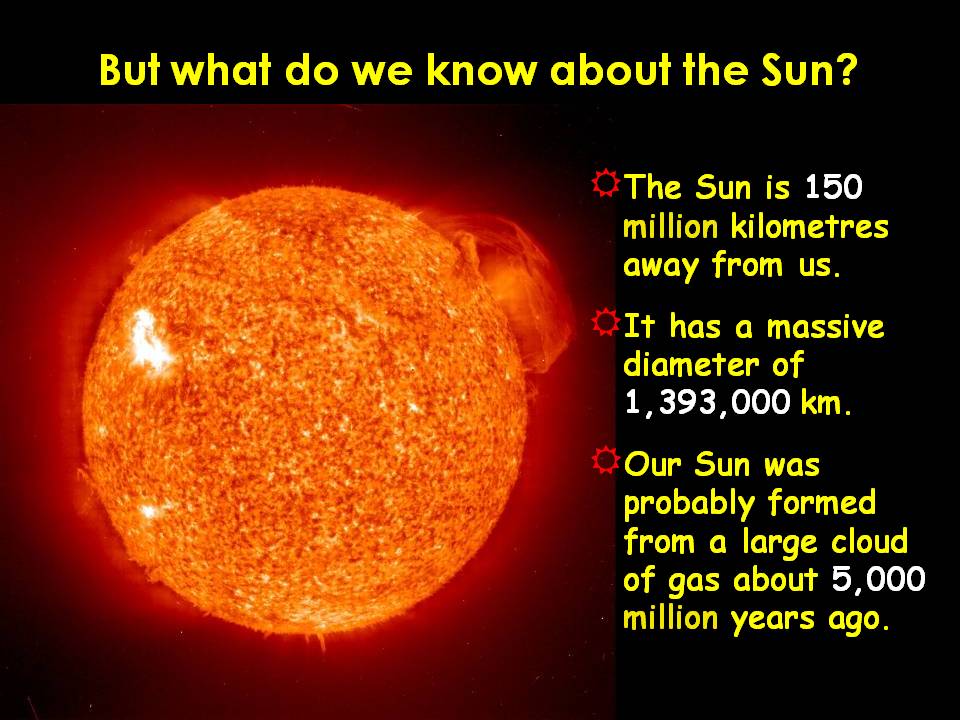 But what do we know about the Sun?
The Sun is 150
million kilometres
away from us.
It has a massive
diameter of
1,393,000 km.
Our Sun was
probably formed
from a large cloud
of gas about 5,000
million years ago.